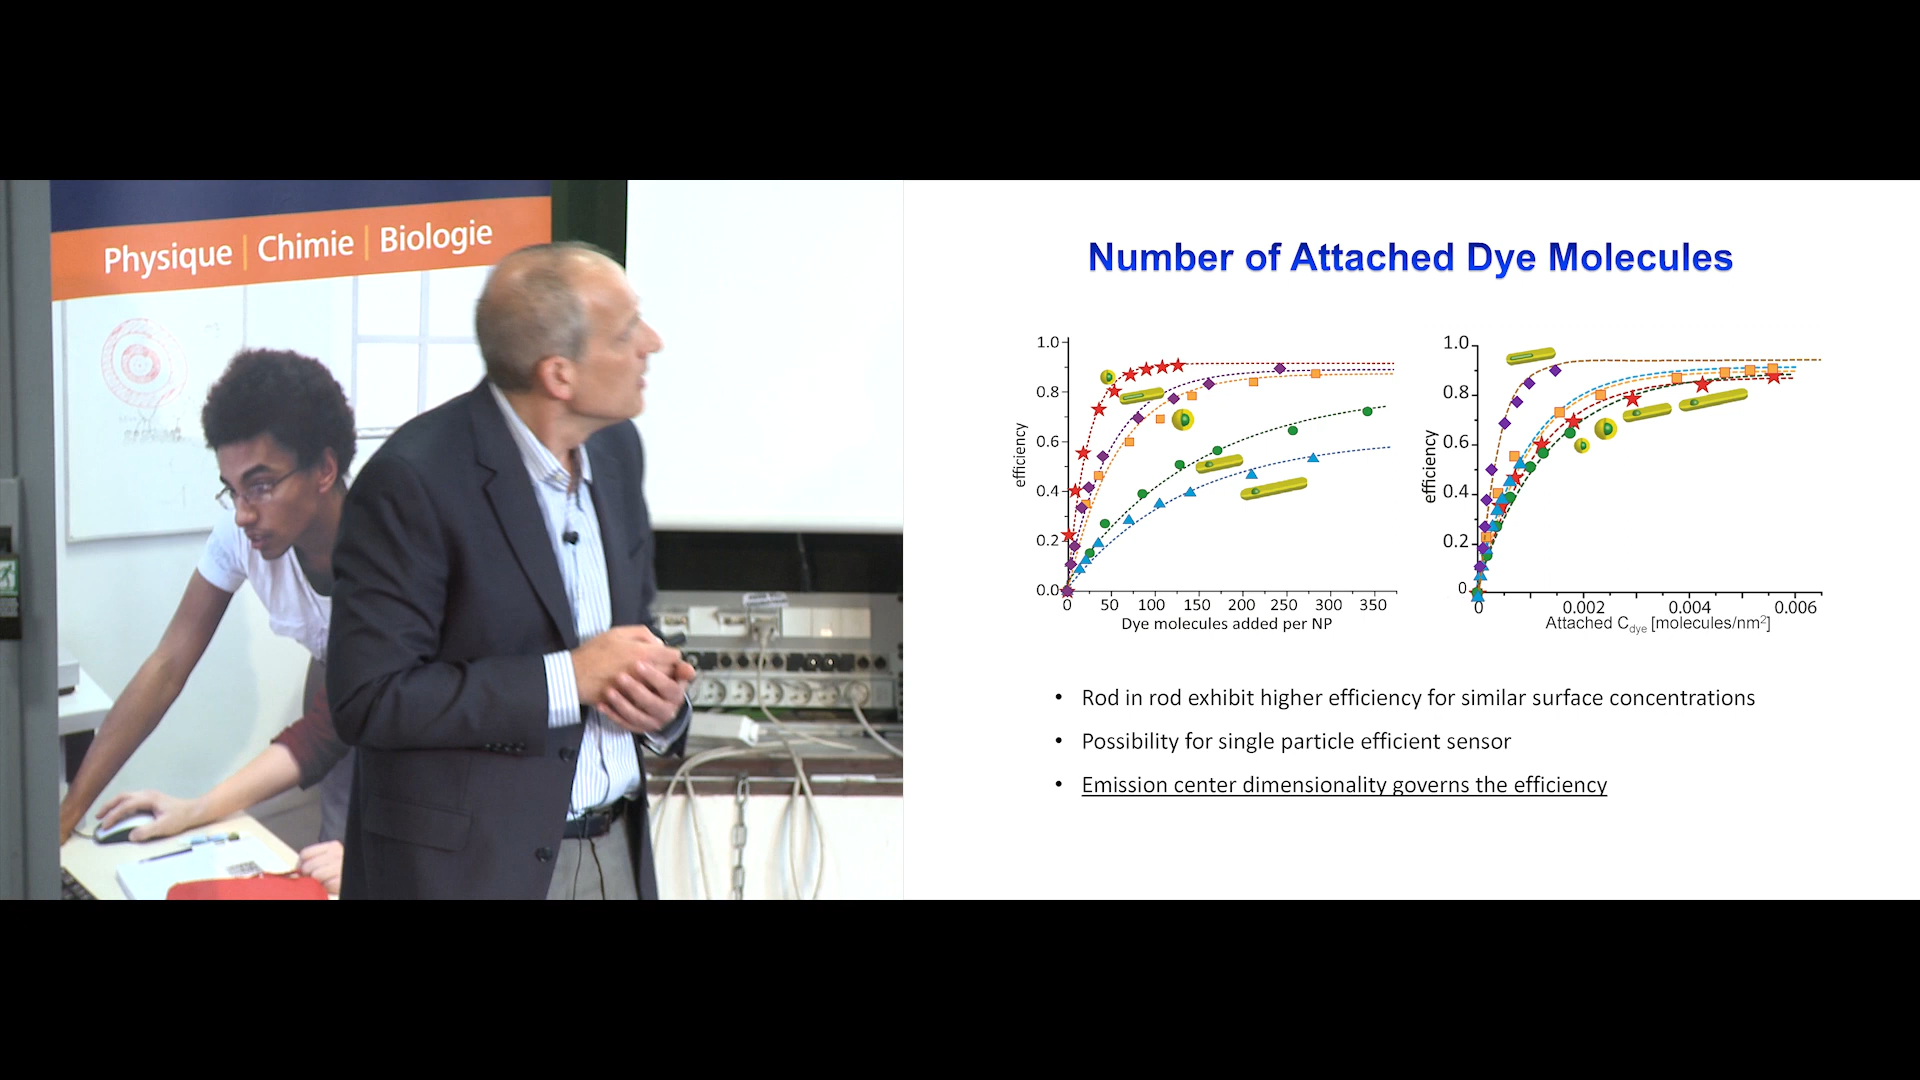 Physique | Chimie | Biologie
Number of Attached Dye Molecules
1.0
0.8
0.6
0.4
0.2
0.0
efficiency
0 50 100 150 200 250 300 350
Dye molecules added per NP
1.0
0.8
0.6
0.4
0.2
0
efficiency
0 0.002 0.004 0.006
Attached Cdye [molecules/nm²]
• Rod in rod exhibit higher efficiency for similar surface concentrations
• Possibility for single particle efficient sensor
• Emission center dimensionality governs the efficiency